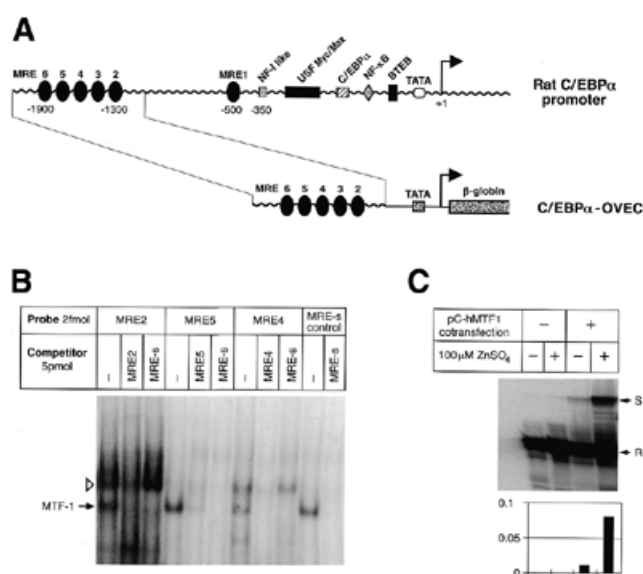 A
MRE 6 5 4 3 2 MRE1 NF-I like USF Myc/Max C/EBPα NF-κB BTEB TATA
-1900 -1300 -500 -350 +1
Rat C/EBPα
promoter
MRE 6 5 4 3 2 TATA β-globin
C/EBPα-OVEC
B
Probe 2fmol MRE2 MRE5 MRE4 MRE-s control
Competitor 5pmol – MRE2 MRE-s – MRE5 MRE-s – MRE4 MRE-s – MRE-s
MTF-1
C
pC-hMTF1 cotransfection – +
100μM ZnSO4 – + – +
S
R
0.1
0.05
0